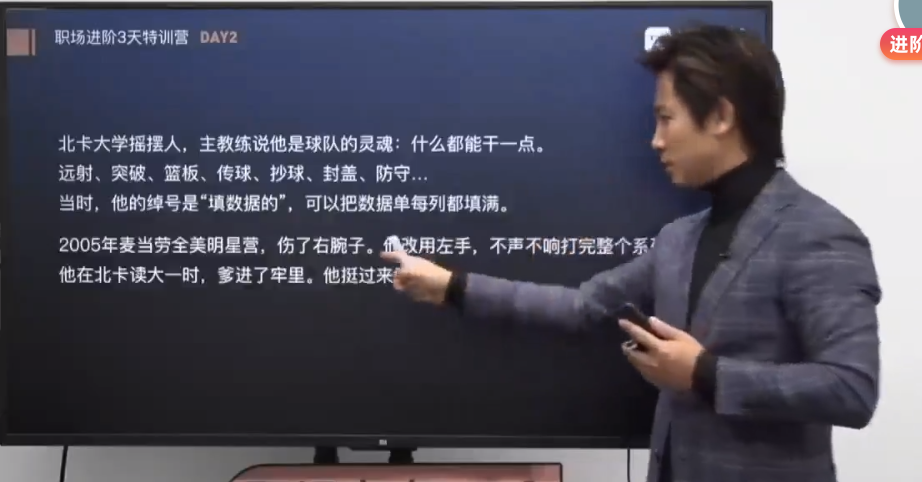 职场进阶3天特训营 DAY2
进阶
北卡大学摇摆人，主教练说他是球队的灵魂：什么都能干一点。
远射、突破、篮板、传球、抄球、封盖、防守...
当时，他的绰号是“填数据的”，可以把数据单每列都填满。
2005年麦当劳全美明星营，伤了右腕子。他改用左手，不声不响打完整个系
他在北卡读大一时，爹进了牢里。他挺过来